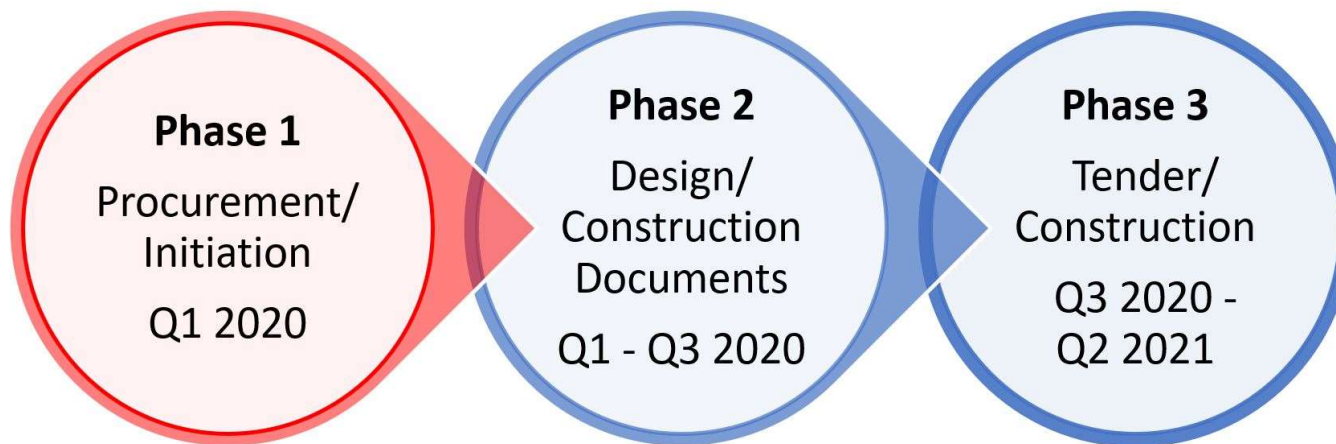 Phase 1
Procurement/
Initiation
Q1 2020
Phase 2
Design/
Construction
Documents
Q1 - Q3 2020
Phase 3
Tender/
Construction
Q3 2020 -
Q2 2021